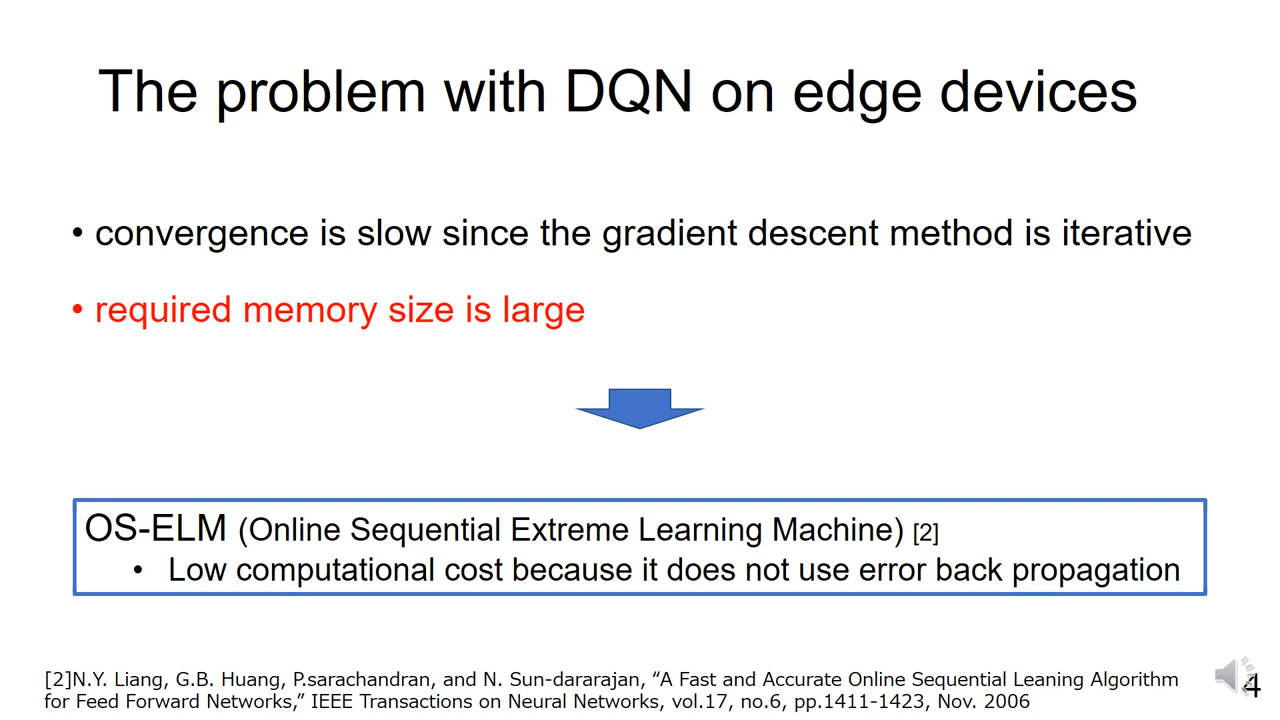 The problem with DQN on edge devices
• convergence is slow since the gradient descent method is iterative
• required memory size is large
OS-ELM (Online Sequential Extreme Learning Machine) [2]
• Low computational cost because it does not use error back propagation
[2]N.Y. Liang, G.B. Huang, P.sarachandran, and N. Sun-dararajan, “A Fast and Accurate Online Sequential Leaning Algorithm
for Feed Forward Networks,” IEEE Transactions on Neural Networks, vol.17, no.6, pp.1411-1423, Nov. 2006
4